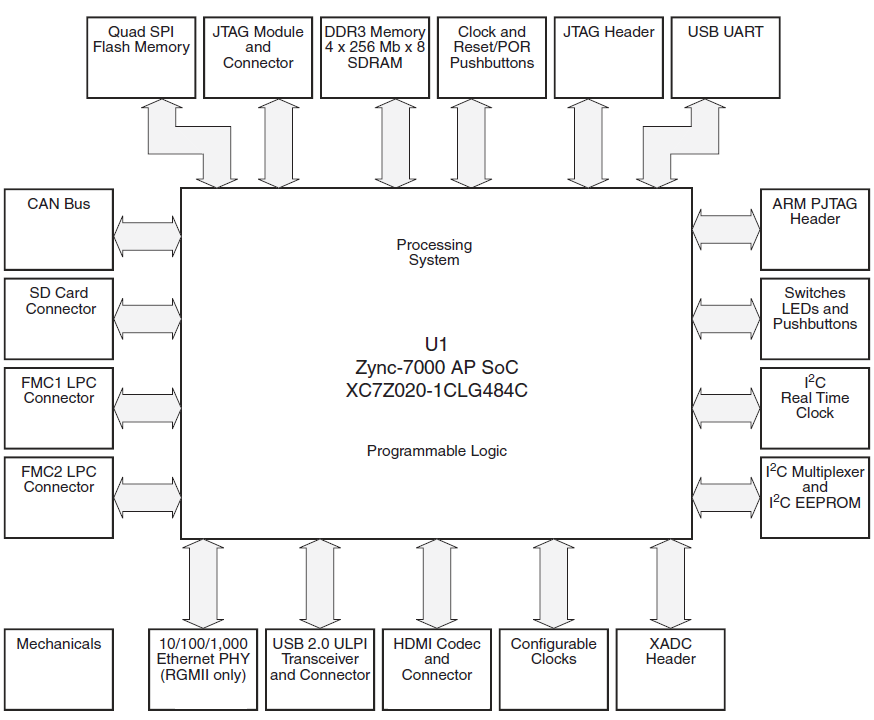 Quad SPI
Flash Memory
JTAG Module
and
Connector
DDR3 Memory
4 x 256 Mb x 8
SDRAM
Clock and
Reset/POR
Pushbuttons
JTAG Header
USB UART
CAN Bus
SD Card
Connector
FMC1 LPC
Connector
FMC2 LPC
Connector
Processing
System
U1
Zync-7000 AP SoC
XC7Z020-1CLG484C
Programmable Logic
ARM PJTAG
Header
Switches
LEDs and
Pushbuttons
I²C
Real Time
Clock
I²C Multiplexer
and
I²C EEPROM
Mechanicals
10/100/1,000
Ethernet PHY
(RGMII only)
USB 2.0 ULPI
Transceiver
and Connector
HDMI Codec
and
Connector
Configurable
Clocks
XADC
Header